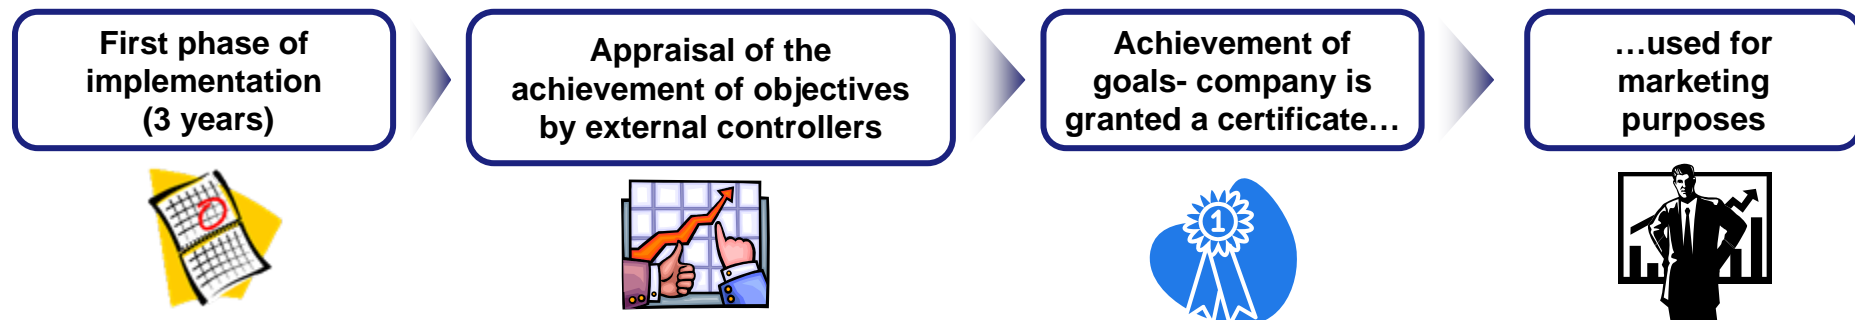 First phase of
implementation
(3 years)
Appraisal of the
achievement of objectives
by external controllers
Achievement of
goals- company is
granted a certificate…
…used for
marketing
purposes
1